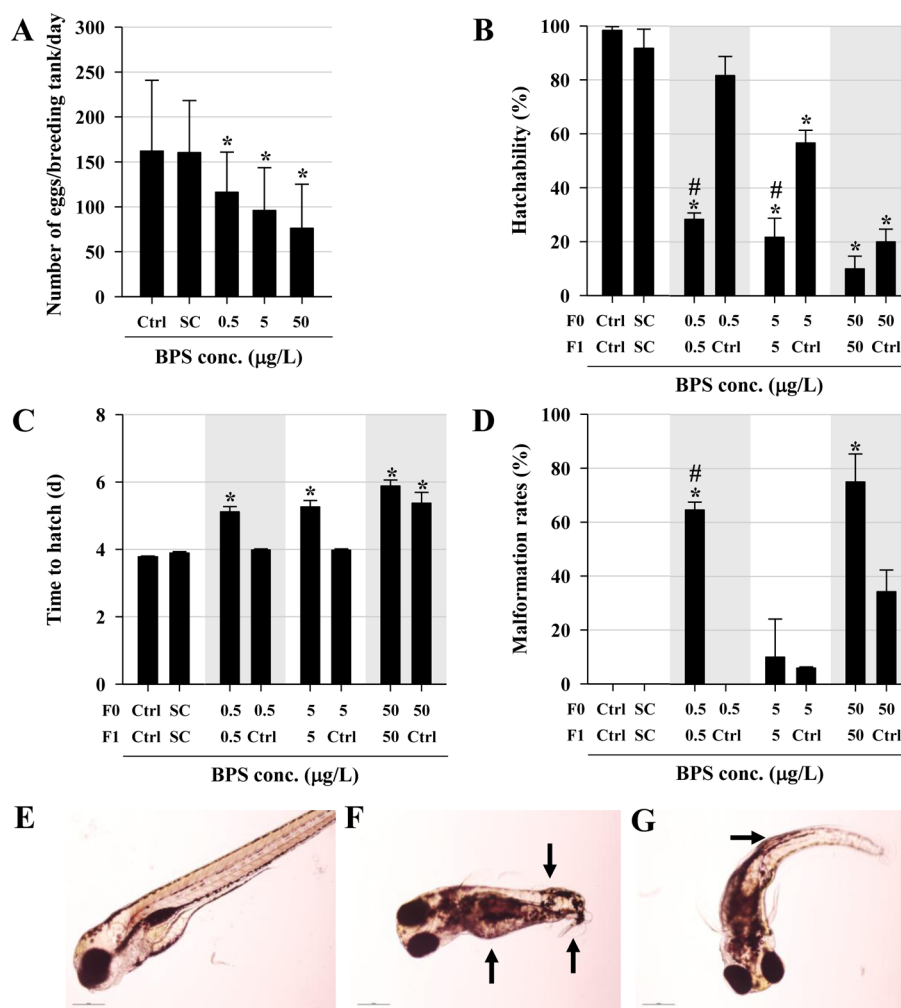 A
Number of eggs/breeding tank/day
300
250
200
150
100
50
0
* * *
Ctrl SC 0.5 5 50
BPS conc. (μg/L)
B
Hatchability (%)
100
80
60
40
20
0
# * # * * * *
F0 Ctrl SC 0.5 0.5 5 5 50 50
F1 Ctrl SC 0.5 Ctrl 5 Ctrl 50 Ctrl
BPS conc. (μg/L)
C
Time to hatch (d)
8
6
4
2
0
* * * *
F0 Ctrl SC 0.5 0.5 5 5 50 50
F1 Ctrl SC 0.5 Ctrl 5 Ctrl 50 Ctrl
BPS conc. (μg/L)
D
Malformation rates (%)
100
80
60
40
20
0
# * *
F0 Ctrl SC 0.5 0.5 5 5 50 50
F1 Ctrl SC 0.5 Ctrl 5 Ctrl 50 Ctrl
BPS conc. (μg/L)
E
F
G